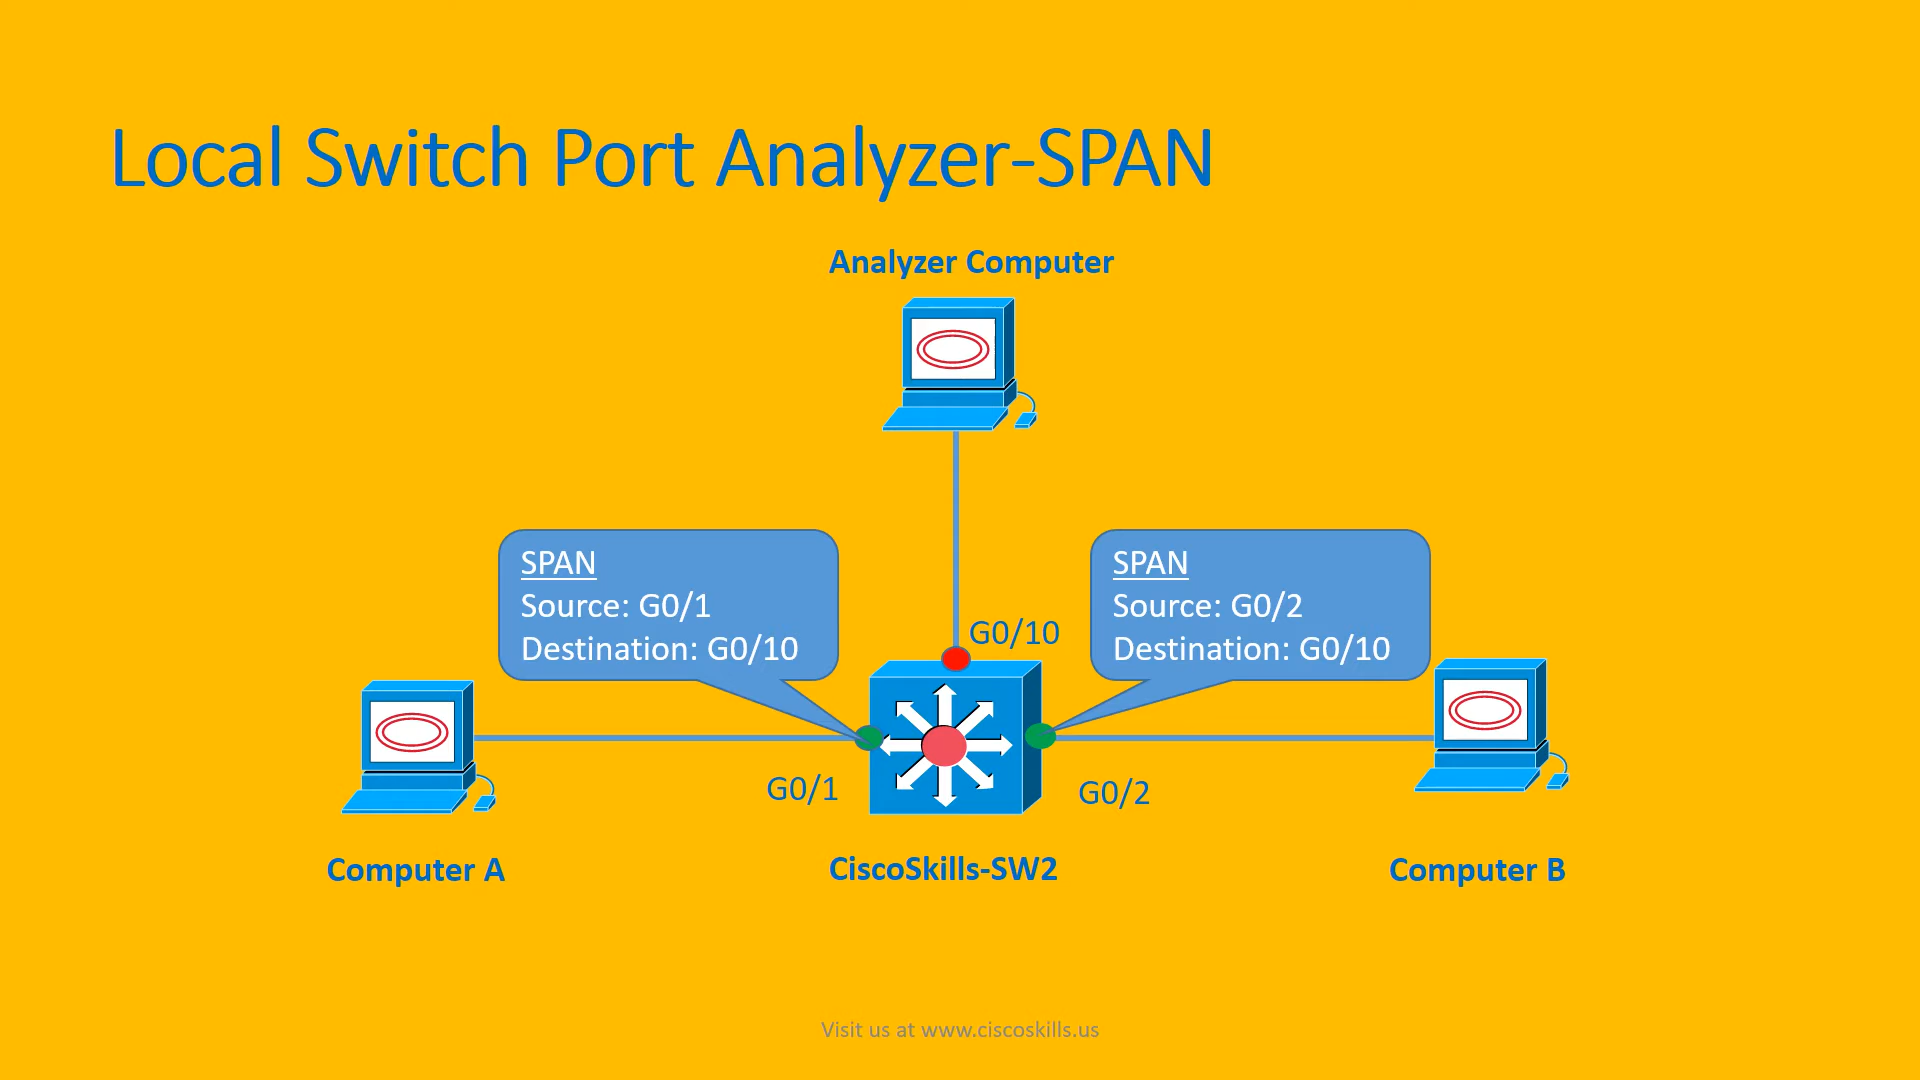 Local Switch Port Analyzer-SPAN
Analyzer Computer
SPAN
Source: G0/1
Destination: G0/10
SPAN
Source: G0/2
Destination: G0/10
G0/10
G0/1
G0/2
Computer A
CiscoSkills-SW2
Computer B
Visit us at www.ciscoskills.us